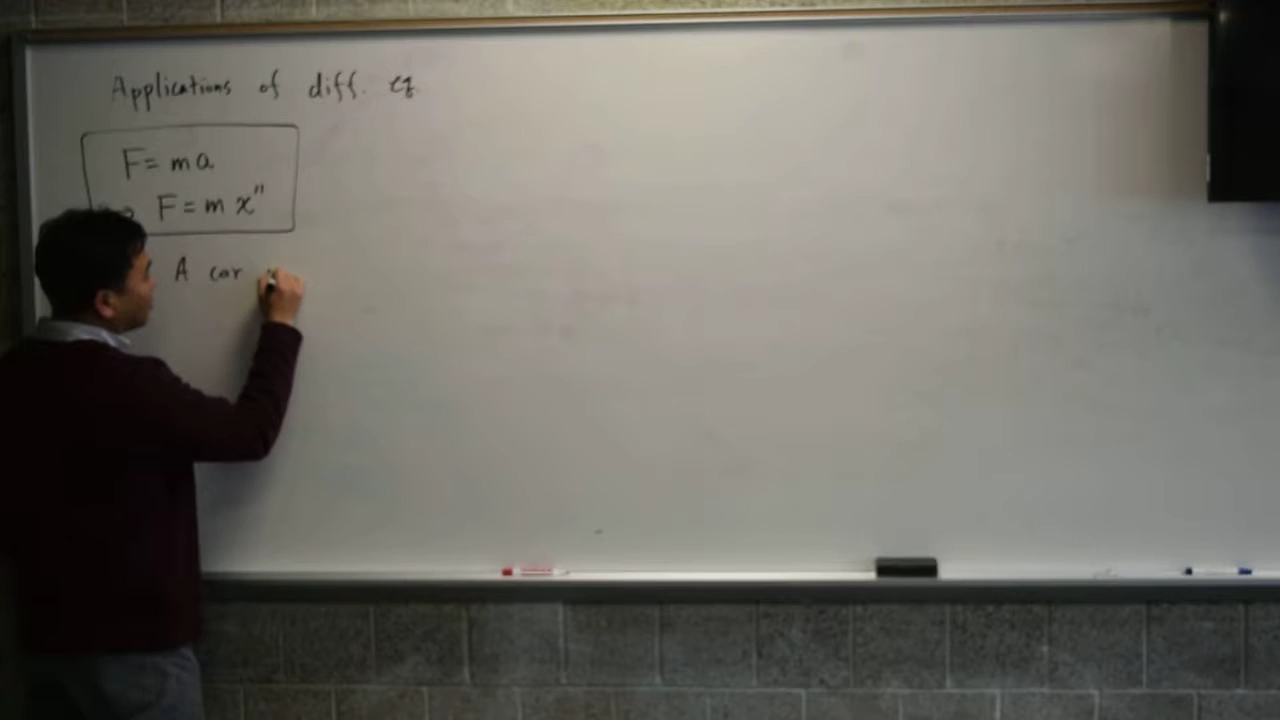 Applications of diff. eq
F = ma
F = m x"
A car